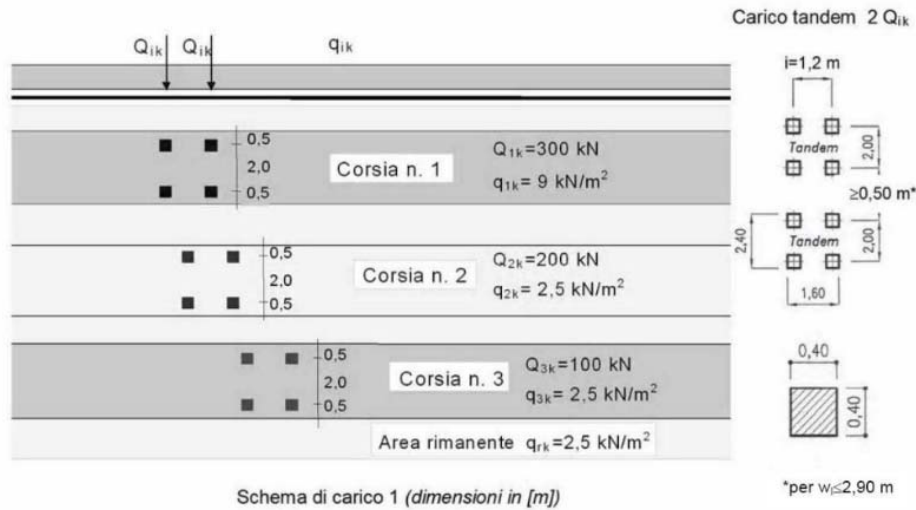 Carico tandem 2 Qik
Qik Qik qik
i=1,2 m
0,5
2,0
0,5
Corsia n. 1
Q1k=300 kN
q1k= 9 kN/m²
Tandem
2,00
≥0,50 m*
0,5
2,0
0,5
Corsia n. 2
Q2k=200 kN
q2k= 2,5 kN/m²
2,40
Tandem
2,00
1,60
0,5
2,0
0,5
Corsia n. 3
Q3k=100 kN
q3k= 2,5 kN/m²
0,40
0,40
Area rimanente qrk=2,5 kN/m²
Schema di carico 1 (dimensioni in [m])
*per wl≤2,90 m